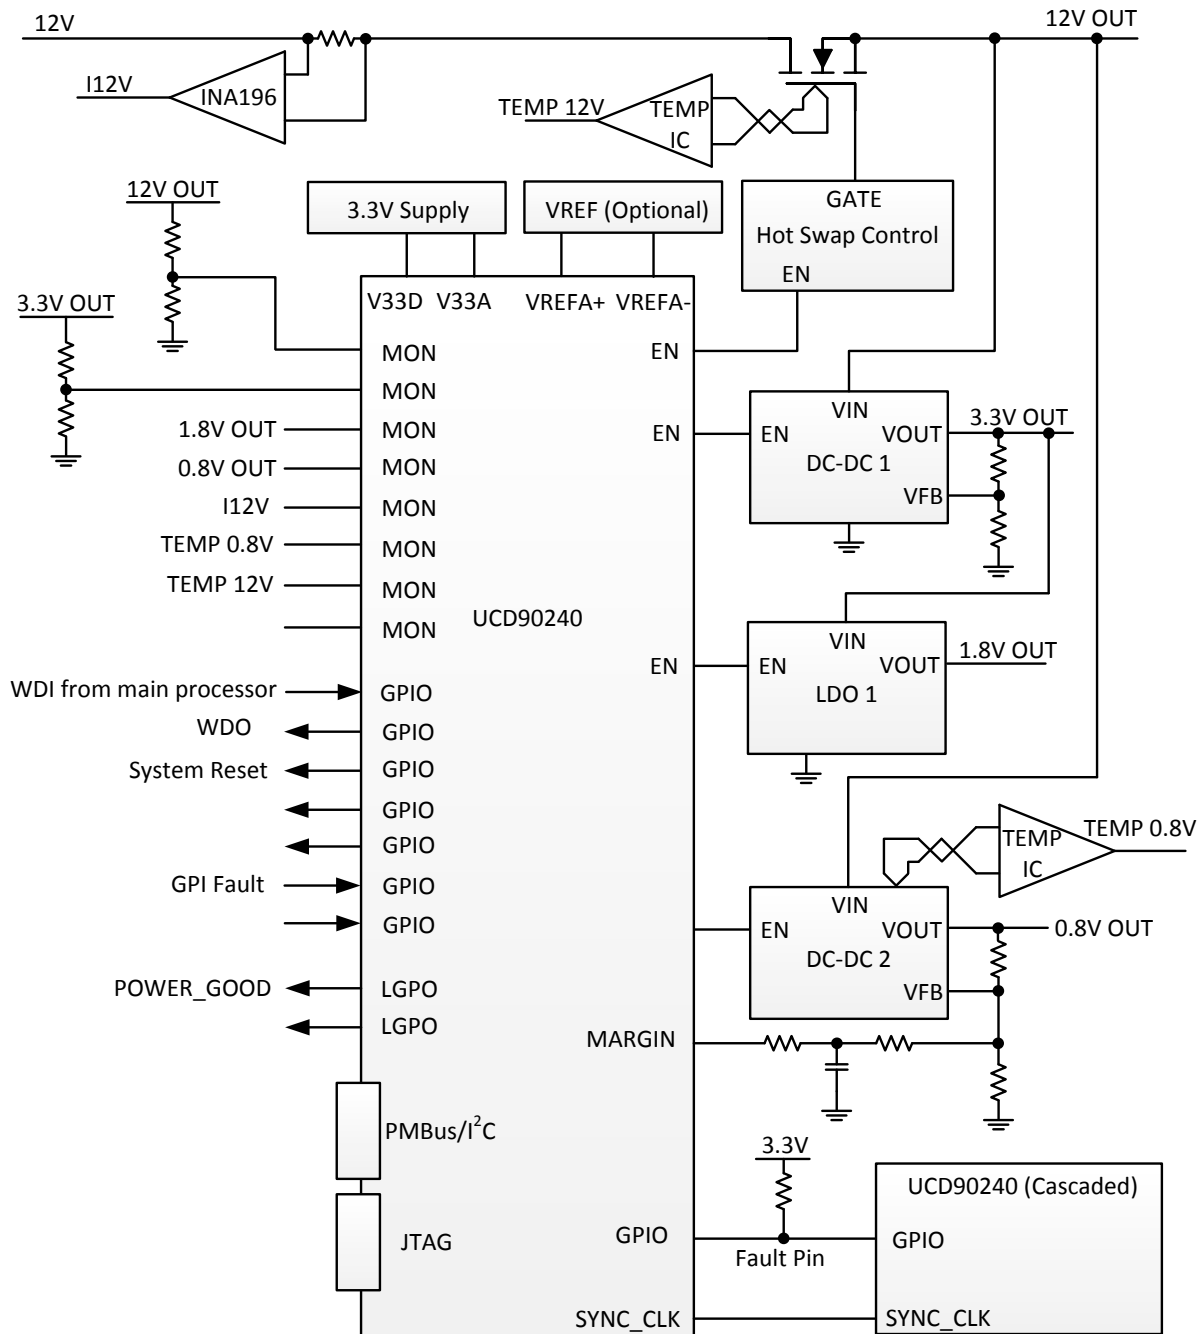 12V
12V OUT
I12V
INA196
TEMP 12V
TEMP
IC
12V OUT
3.3V Supply
VREF (Optional)
GATE
Hot Swap Control
EN
3.3V OUT
V33D
V33A
VREFA+
VREFA-
MON
EN
MON
VIN
1.8V OUT
MON
EN
EN
VOUT
3.3V OUT
0.8V OUT
MON
DC-DC 1
I12V
MON
VFB
TEMP 0.8V
MON
TEMP 12V
MON
MON
UCD90240
VIN
EN
EN
VOUT
1.8V OUT
LDO 1
WDI from main processor
GPIO
WDO
GPIO
System Reset
GPIO
GPIO
GPIO
TEMP
IC
TEMP 0.8V
GPI Fault
GPIO
GPIO
VIN
EN
VOUT
0.8V OUT
DC-DC 2
VFB
POWER_GOOD
LGPO
LGPO
MARGIN
PMBus/I²C
3.3V
UCD90240 (Cascaded)
JTAG
GPIO
GPIO
Fault Pin
SYNC_CLK
SYNC_CLK